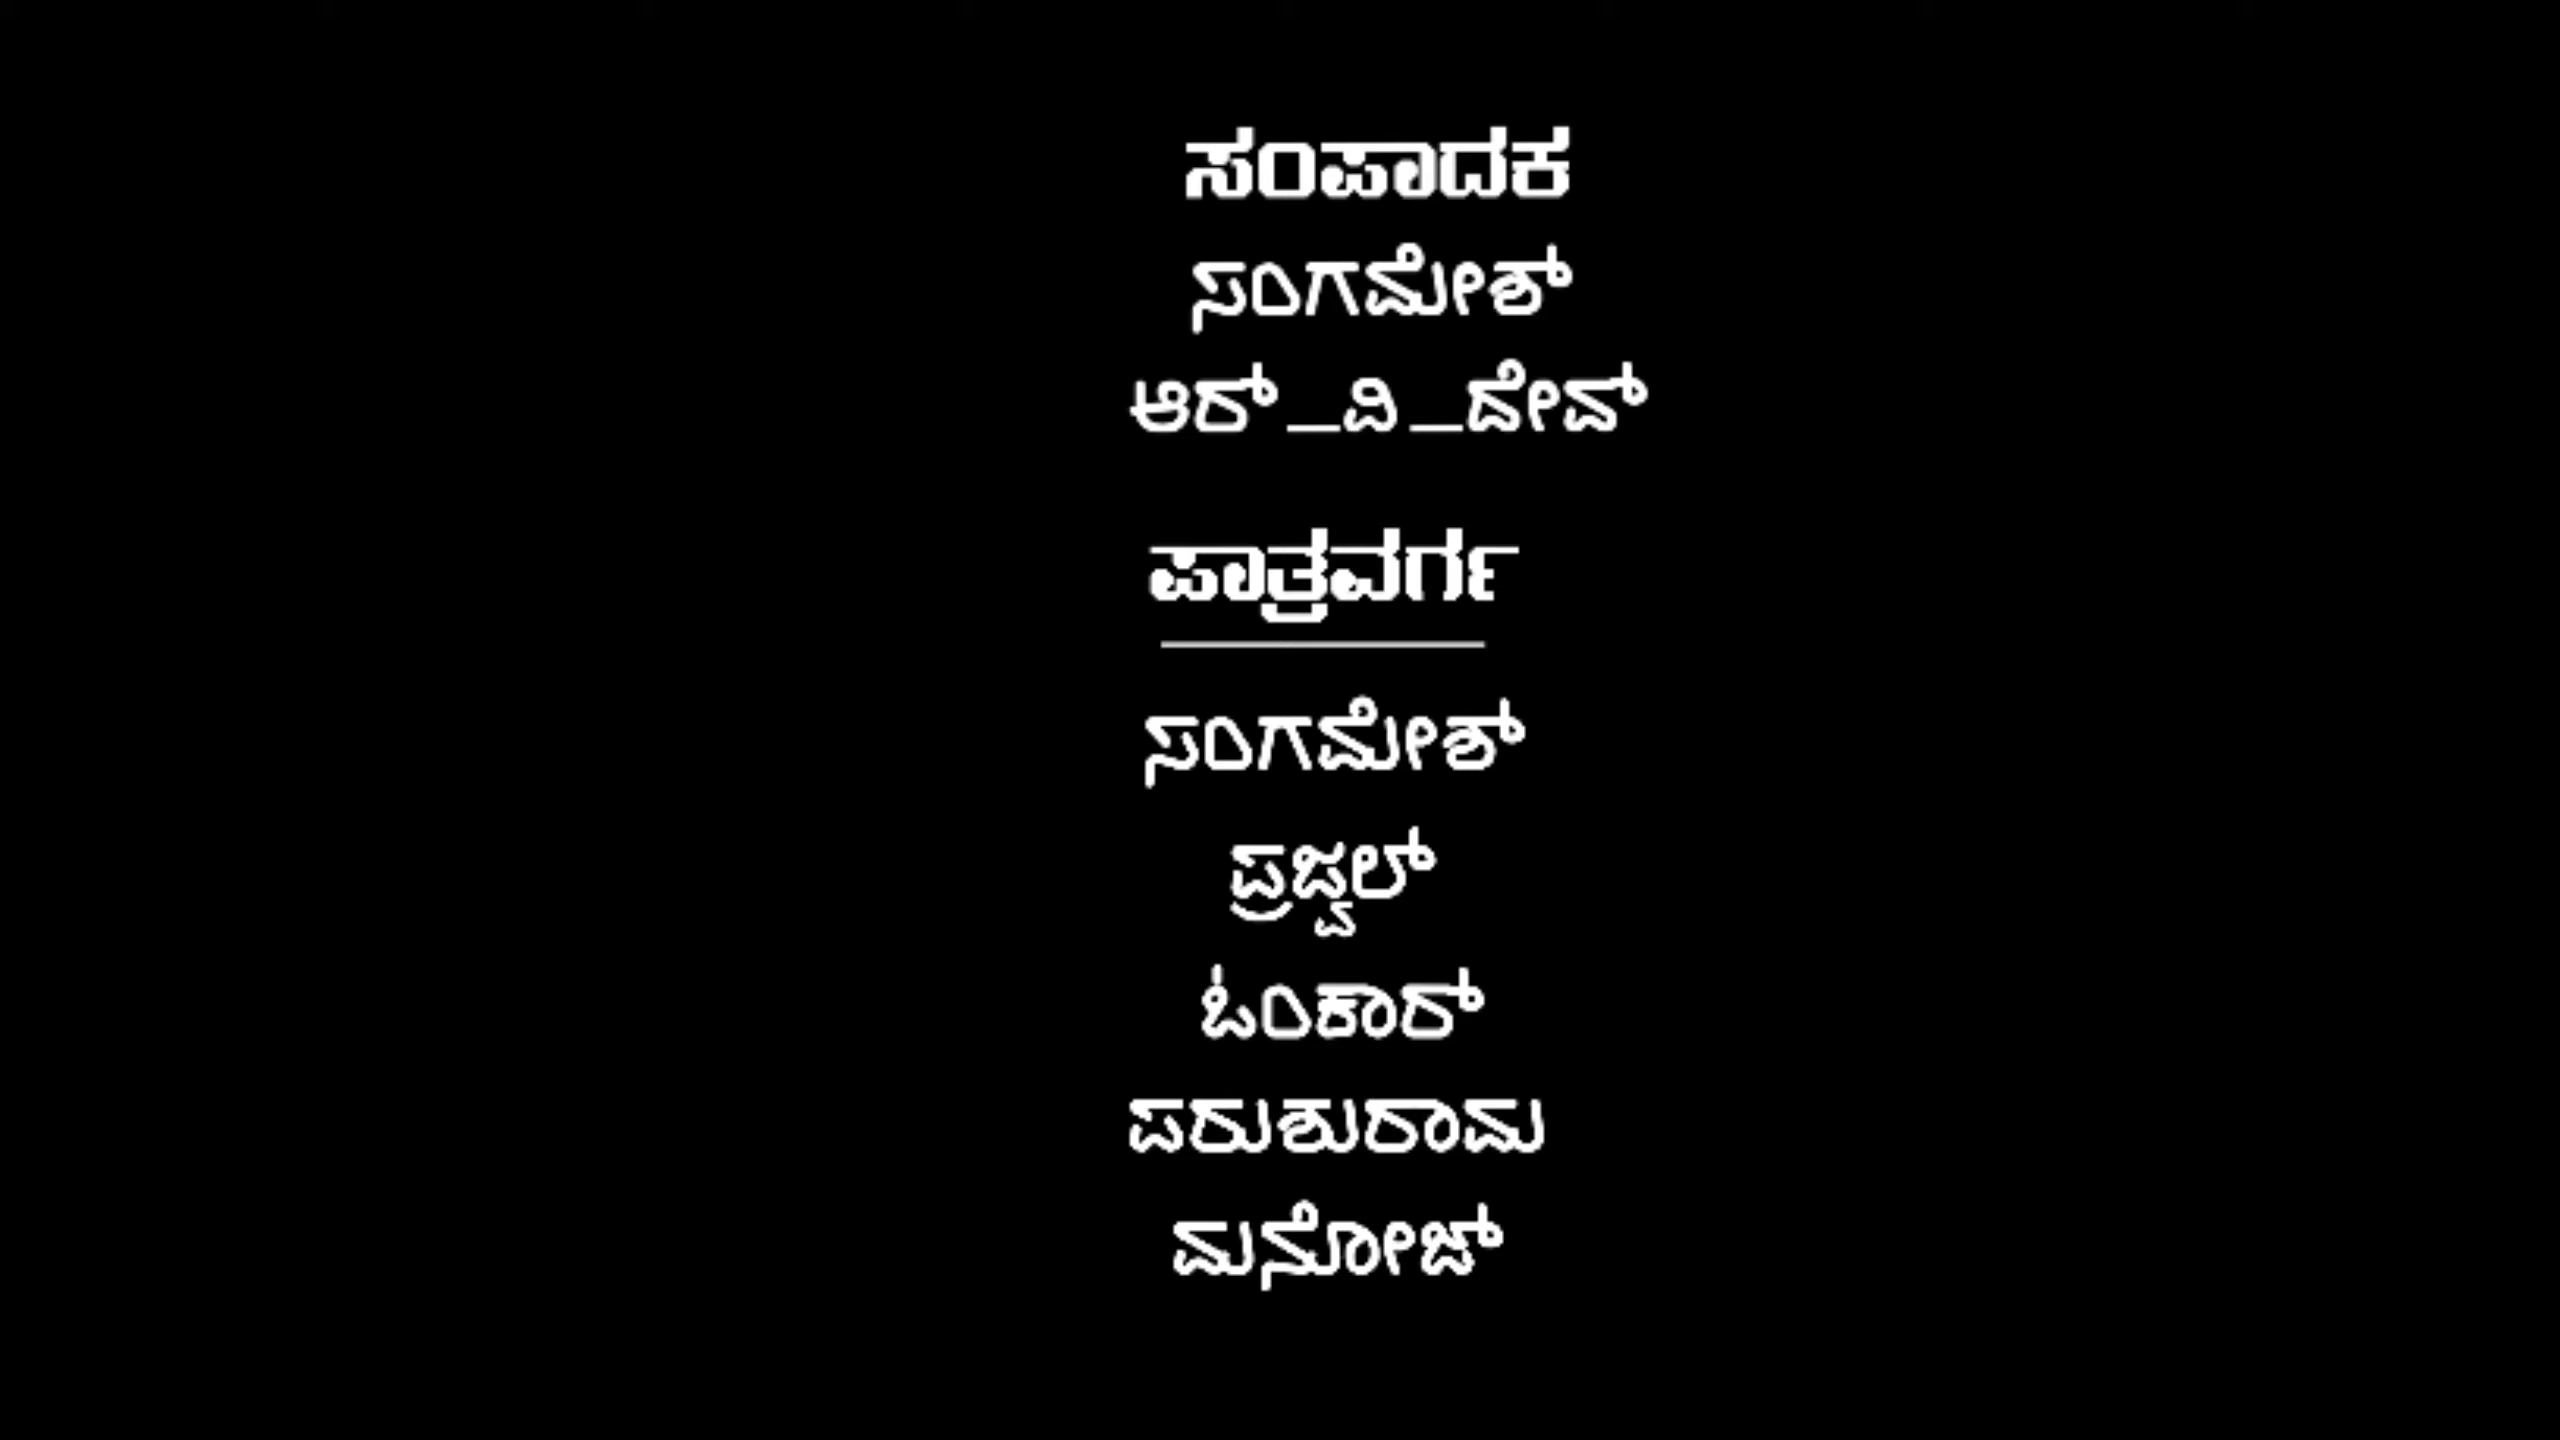 ಸಂಪಾದಕ
ಸಂಗಮೇಶ್
ಆರ್_ವಿ_ದೇವ್
ಪಾತ್ರವರ್ಗ
ಸಂಗಮೇಶ್
ಪ್ರಜ್ವಲ್
ಓಂಕಾರ್
ಪರುಶುರಾಮ
ಮನೋಜ್